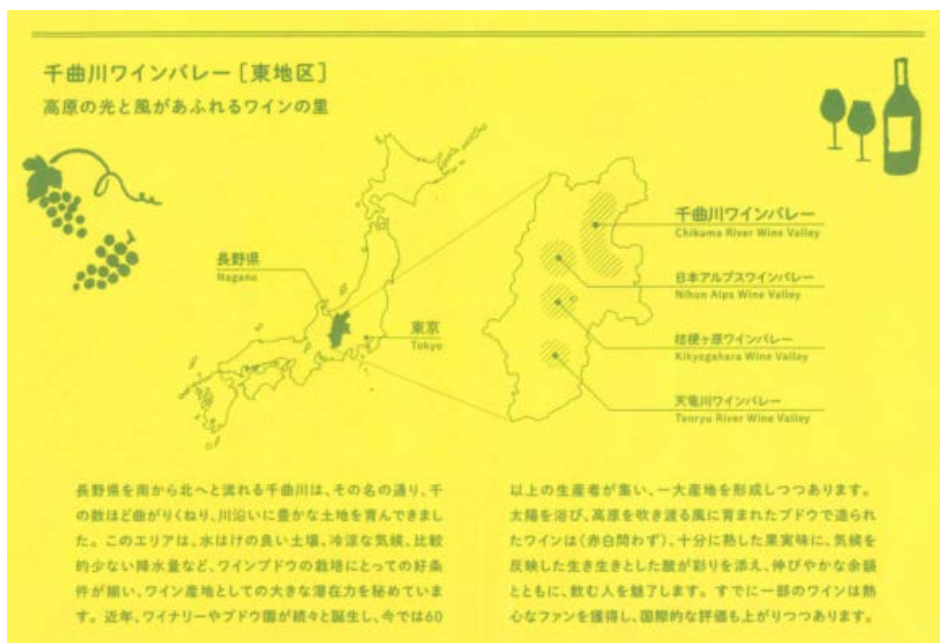 千曲川ワインバレー[東地区]
高原の光と風があふれるワインの里
長野県
Nagano
東京
Tokyo
千曲川ワインバレー
Chikuma River Wine Valley
日本アルプスワインバレー
Nihon Alps Wine Valley
桔梗ヶ原ワインバレー
Kikyogahara Wine Valley
天竜川ワインバレー
Tenryu River Wine Valley
長野県を南から北へと流れる千曲川は、その名の通り、千
の数ほど曲がりくねり、川沿いに豊かな土地を育んできまし
た。このエリアは、水はけの良い土壌、冷涼な気候、比較
的少ない降水量など、ワインブドウの栽培にとっての好条
件が揃い、ワイン産地としての大きな潜在力を秘めていま
す。近年、ワイナリーやブドウ園が続々と誕生し、今では60
以上の生産者が集い、一大産地を形成しつつあります。
太陽を浴び、高原を吹き渡る風に育まれたブドウで造られ
たワインは(赤白問わず)、十分に熟した果実味に、気候を
反映した生き生きとした酸が彩りを添え、伸びやかな余韻
とともに、飲む人を魅了します。すでに一部のワインは熱
心なファンを獲得し、国際的な評価も上がりつつあります。